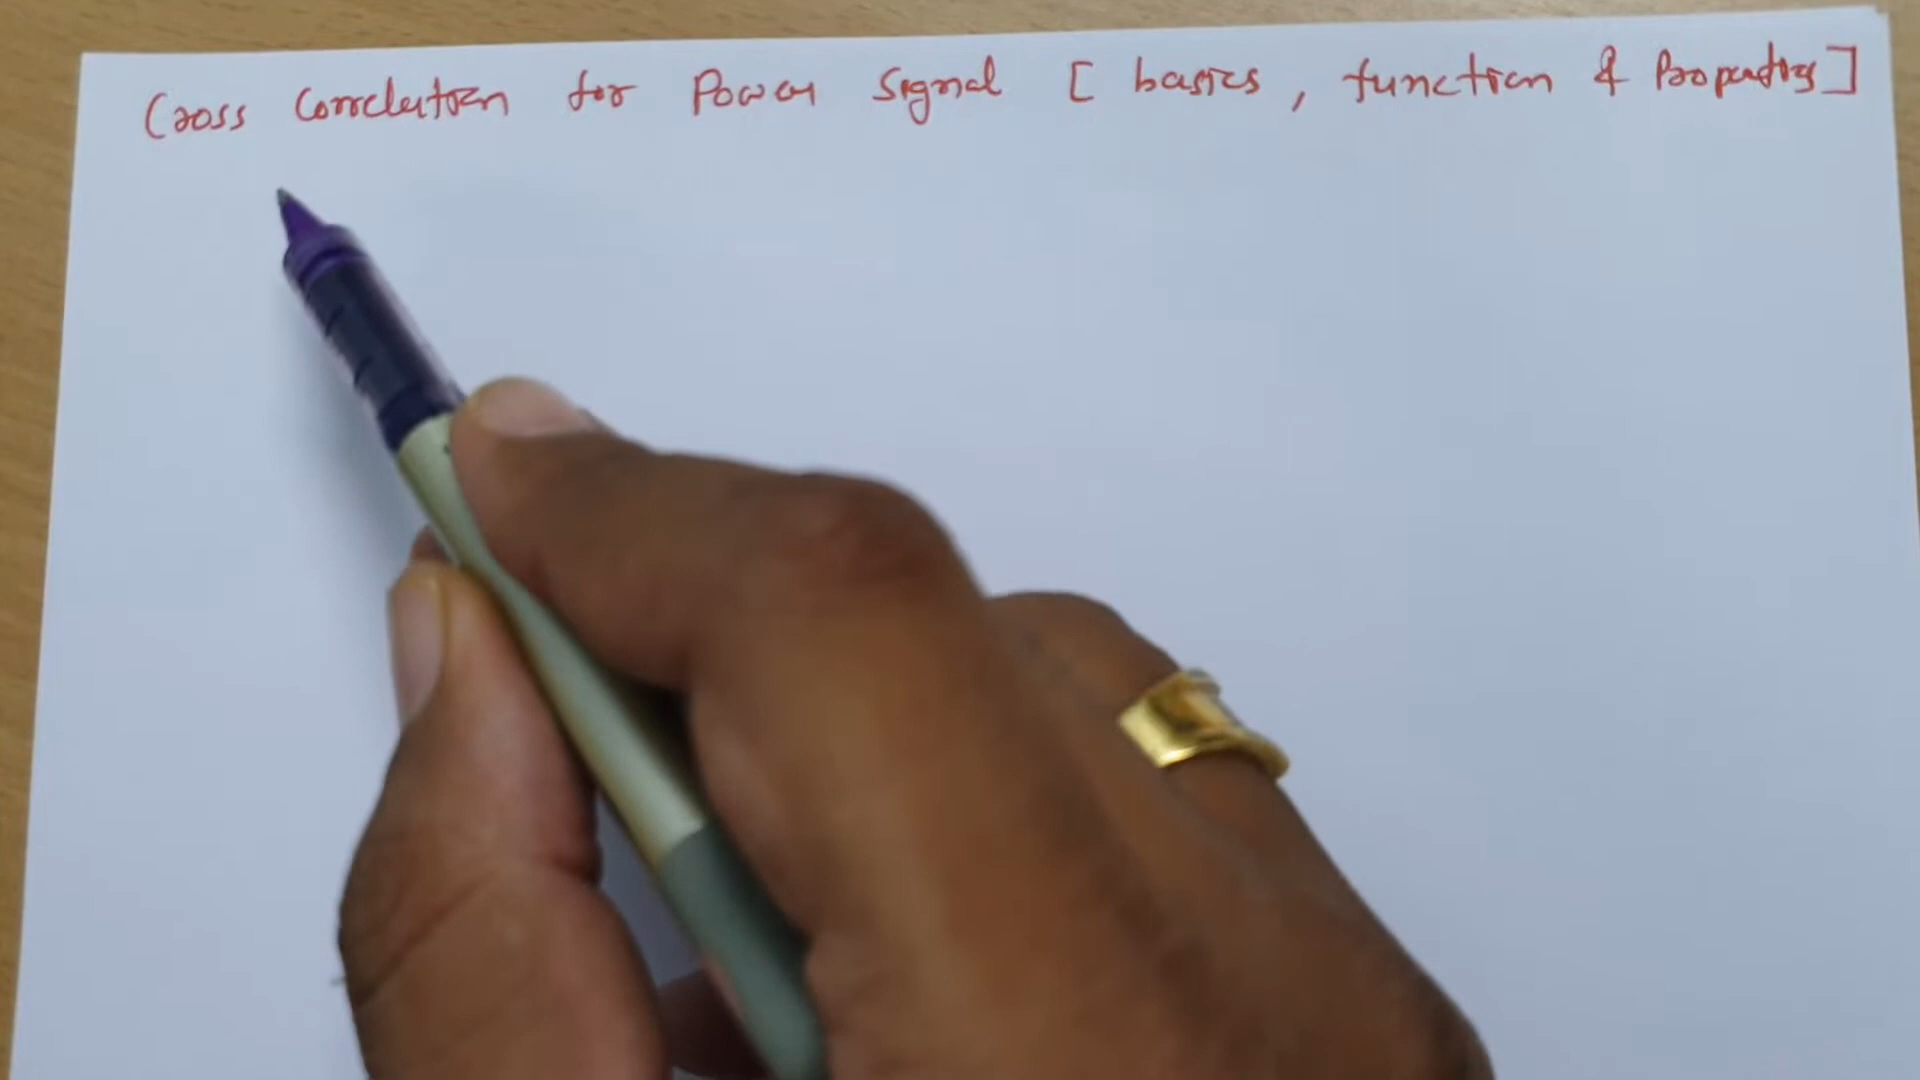 Cross Correlation for Power Signal [ basics , function & Properties ]